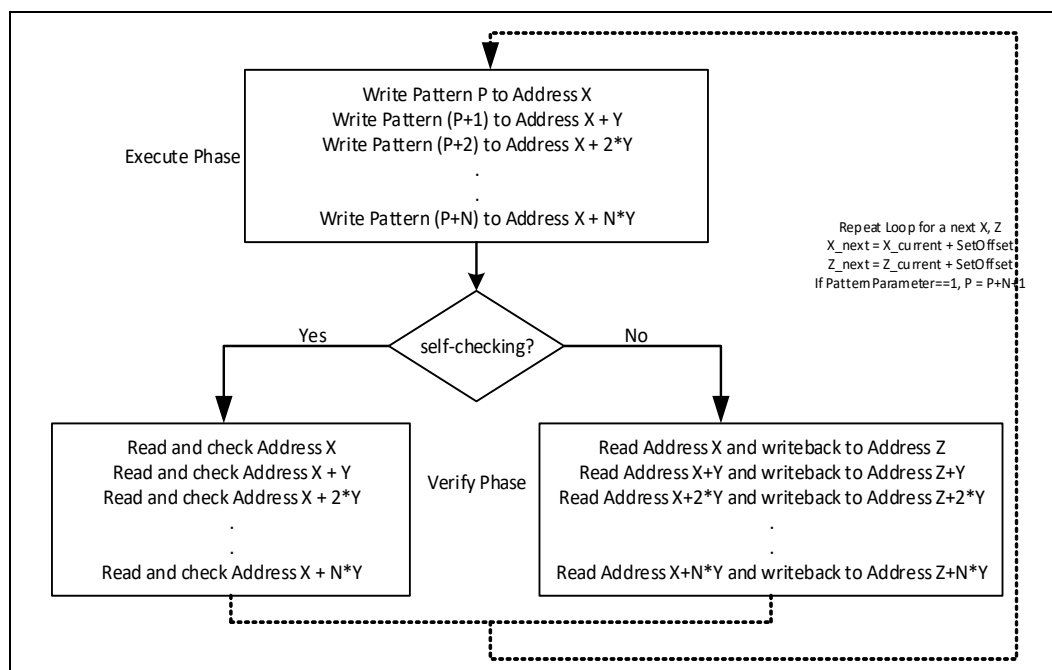 Write Pattern P to Address X
Write Pattern (P+1) to Address X + Y
Write Pattern (P+2) to Address X + 2*Y
.
.
Write Pattern (P+N) to Address X + N*Y
Execute Phase
Repeat Loop for a next X, Z
X_next = X_current + SetOffset
Z_next = Z_current + SetOffset
If Pattern Parameter==1, P = P+N+1
self-checking?
Yes
No
Read and check Address X
Read and check Address X + Y
Read and check Address X + 2*Y
.
.
Read and check Address X + N*Y
Verify Phase
Read Address X and writeback to Address Z
Read Address X+Y and writeback to Address Z+Y
Read Address X+2*Y and writeback to Address Z+2*Y
.
.
Read Address X+N*Y and writeback to Address Z+N*Y